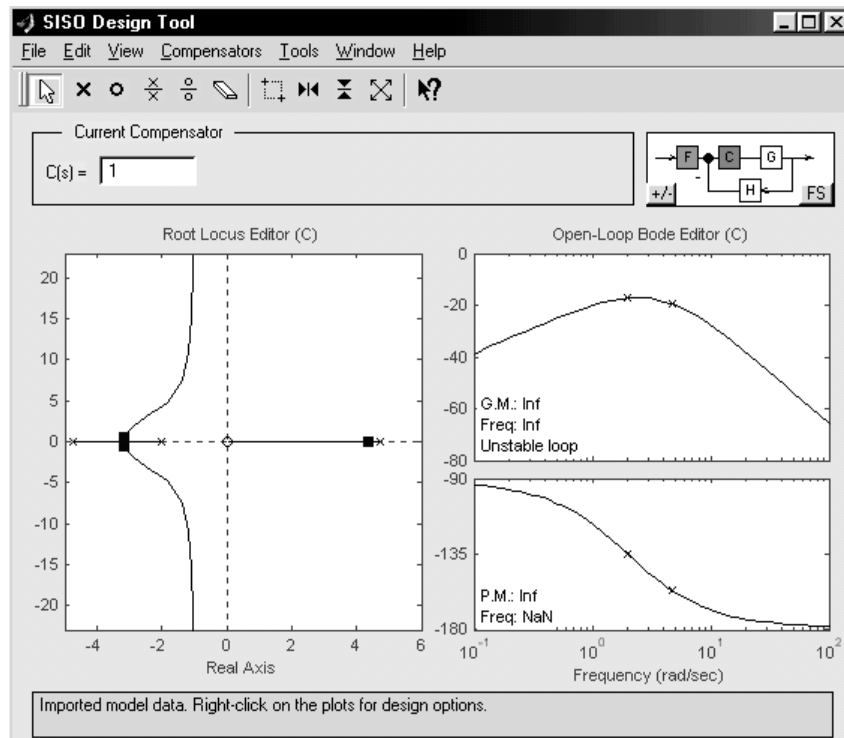 SISO Design Tool
File Edit View Compensators Tools Window Help
Current Compensator
C(s) = 1
F C G
H
+/- FS
Root Locus Editor (C)
20
15
10
5
0
-5
-10
-15
-20
-4 -2 0 2 4 6
Real Axis
Open-Loop Bode Editor (C)
0
-20
-40
-60
-80
G.M.: Inf
Freq: Inf
Unstable loop
-90
-135
-180
P.M.: Inf
Freq: NaN
10^-1 10^0 10^1 10^2
Frequency (rad/sec)
Imported model data. Right-click on the plots for design options.